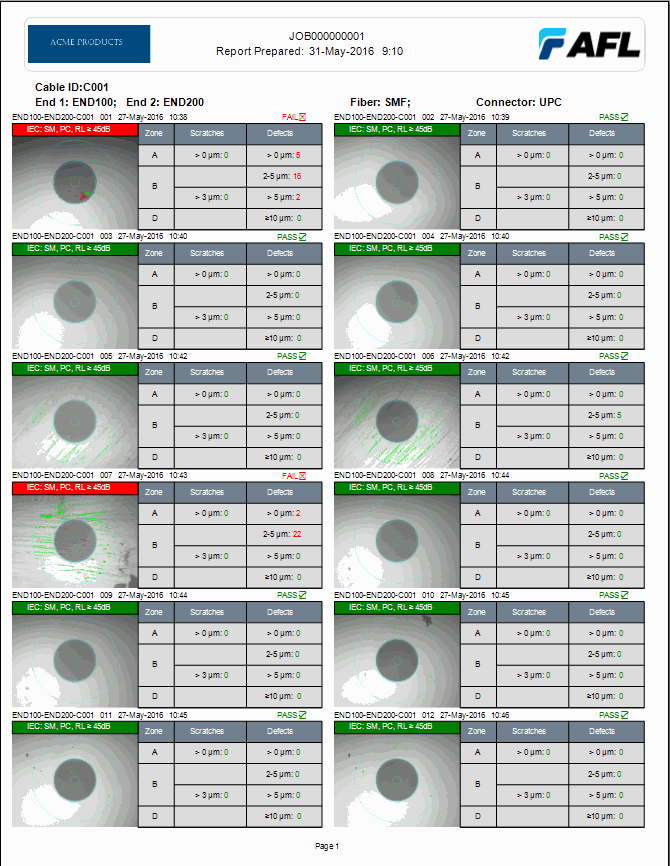 ACME PRODUCTS
JOB000000001
Report Prepared: 31-May-2016 9:10
AFL
Cable ID:C001
End 1: END100; End 2: END200 Fiber: SMF; Connector: UPC
END100-END200-C001 001 27-May-2016 10:38 FAIL
IEC: SM, PC, RL ≥ 45dB Zone Scratches Defects
A > 0 µm: 0 > 0 µm: 5
2-5 µm: 16
B > 3 µm: 0 > 5 µm: 2
D ≥10 µm: 0
END100-END200-C001 002 27-May-2016 10:39 PASS
IEC: SM, PC, RL ≥ 45dB Zone Scratches Defects
A > 0 µm: 0 > 0 µm: 0
2-5 µm: 0
B > 3 µm: 0 > 5 µm: 0
D ≥10 µm: 0
END100-END200-C001 003 27-May-2016 10:40 PASS
IEC: SM, PC, RL ≥ 45dB Zone Scratches Defects
A > 0 µm: 0 > 0 µm: 0
2-5 µm: 0
B > 3 µm: 0 > 5 µm: 0
D ≥10 µm: 0
END100-END200-C001 004 27-May-2016 10:40 PASS
IEC: SM, PC, RL ≥ 45dB Zone Scratches Defects
A > 0 µm: 0 > 0 µm: 0
2-5 µm: 0
B > 3 µm: 0 > 5 µm: 0
D ≥10 µm: 0
END100-END200-C001 005 27-May-2016 10:42 PASS
IEC: SM, PC, RL ≥ 45dB Zone Scratches Defects
A > 0 µm: 0 > 0 µm: 0
2-5 µm: 0
B > 3 µm: 0 > 5 µm: 0
D ≥10 µm: 0
END100-END200-C001 006 27-May-2016 10:42 PASS
IEC: SM, PC, RL ≥ 45dB Zone Scratches Defects
A > 0 µm: 0 > 0 µm: 0
2-5 µm: 5
B > 3 µm: 0 > 5 µm: 0
D ≥10 µm: 0
END100-END200-C001 007 27-May-2016 10:43 FAIL
IEC: SM, PC, RL ≥ 45dB Zone Scratches Defects
A > 0 µm: 0 > 0 µm: 2
2-5 µm: 22
B > 3 µm: 0 > 5 µm: 0
D ≥10 µm: 0
END100-END200-C001 008 27-May-2016 10:44 PASS
IEC: SM, PC, RL ≥ 45dB Zone Scratches Defects
A > 0 µm: 0 > 0 µm: 0
2-5 µm: 0
B > 3 µm: 0 > 5 µm: 0
D ≥10 µm: 0
END100-END200-C001 009 27-May-2016 10:44 PASS
IEC: SM, PC, RL ≥ 45dB Zone Scratches Defects
A > 0 µm: 0 > 0 µm: 0
2-5 µm: 0
B > 3 µm: 0 > 5 µm: 0
D ≥10 µm: 0
END100-END200-C001 010 27-May-2016 10:45 PASS
IEC: SM, PC, RL ≥ 45dB Zone Scratches Defects
A > 0 µm: 0 > 0 µm: 0
2-5 µm: 0
B > 3 µm: 0 > 5 µm: 0
D ≥10 µm: 0
END100-END200-C001 011 27-May-2016 10:45 PASS
IEC: SM, PC, RL ≥ 45dB Zone Scratches Defects
A > 0 µm: 0 > 0 µm: 0
2-5 µm: 0
B > 3 µm: 0 > 5 µm: 0
D ≥10 µm: 0
END100-END200-C001 012 27-May-2016 10:46 PASS
IEC: SM, PC, RL ≥ 45dB Zone Scratches Defects
A > 0 µm: 0 > 0 µm: 0
2-5 µm: 0
B > 3 µm: 0 > 5 µm: 0
D ≥10 µm: 0
Page 1